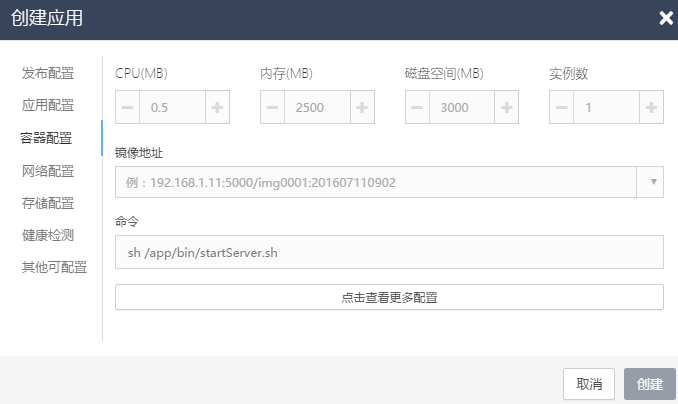 创建应用
发布配置
应用配置
容器配置
网络配置
存储配置
健康检测
其他可配置
CPU(MB) 内存(MB) 磁盘空间(MB) 实例数
0.5 2500 3000 1
镜像地址
例：192.168.1.11:5000/img0001:201607110902
命令
sh /app/bin/startServer.sh
点击查看更多配置
取消 创建